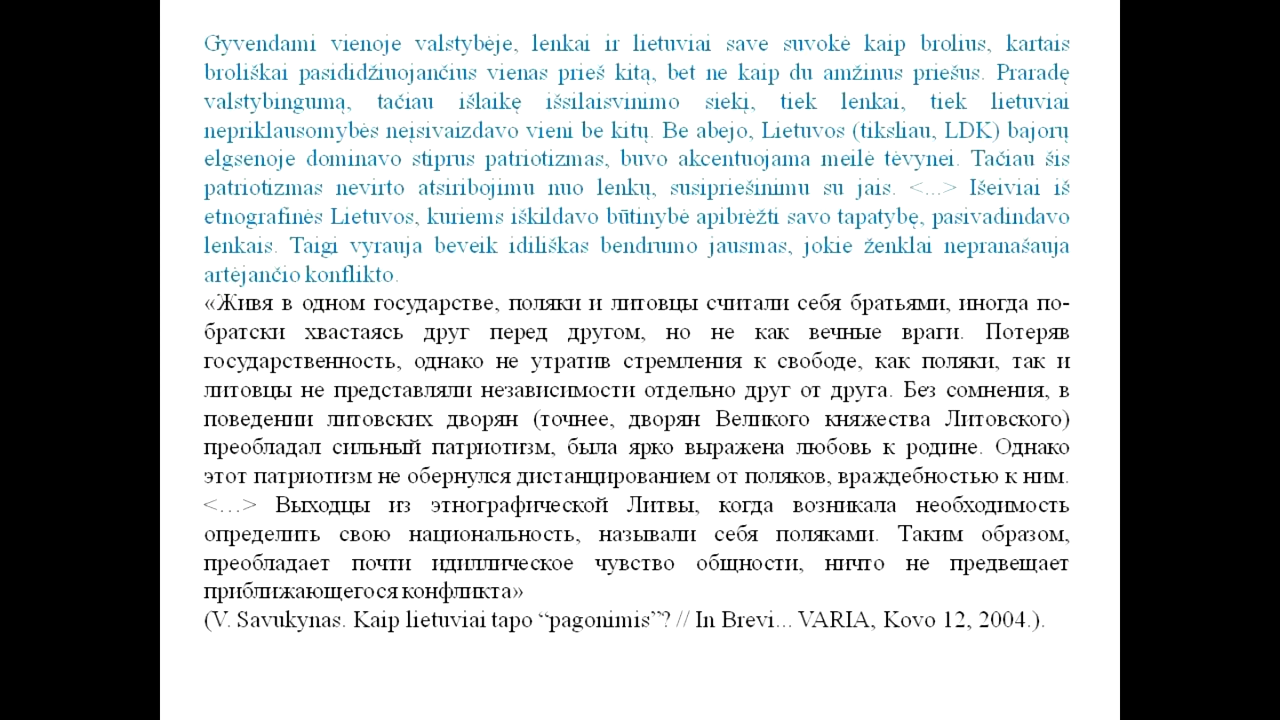 Gyvendami vienoje valstybėje, lenkai ir lietuviai save suvokė kaip brolius, kartais
broliškai pasididžiuojančius vienas prieš kitą, bet ne kaip du amžinus priešus. Praradę
valstybingumą, tačiau išlaikę išsilaisvinimo siekį, tiek lenkai, tiek lietuviai
nepriklausomybės neįsivaizdavo vieni be kitų. Be abejo, Lietuvos (tiksliau, LDK) bajorų
elgsenoje dominavo stiprus patriotizmas, buvo akcentuojama meilė tėvynei. Tačiau šis
patriotizmas nevirto atsiribojimu nuo lenkų, susipriešinimu su jais. <...> Išeiviai iš
etnografinės Lietuvos, kuriems iškildavo būtinybė apibrėžti savo tapatybę, pasivadindavo
lenkais. Taigi vyrauja beveik idiliškas bendrumo jausmas, jokie ženklai nepranašauja
artėjančio konflikto.
«Живя в одном государстве, поляки и литовцы считали себя братьями, иногда по-
братски хвастаясь друг перед другом, но не как вечные враги. Потеряв
государственность, однако не утратив стремления к свободе, как поляки, так и
литовцы не представляли независимости отдельно друг от друга. Без сомнения, в
поведении литовских дворян (точнее, дворян Великого княжества Литовского)
преобладал сильный патриотизм, была ярко выражена любовь к родине. Однако
этот патриотизм не обернулся дистанцированием от поляков, враждебностью к ним.
<…> Выходцы из этнографической Литвы, когда возникала необходимость
определить свою национальность, называли себя поляками. Таким образом,
преобладает почти идиллическое чувство общности, ничто не предвещает
приближающегося конфликта»
(V. Savukynas. Kaip lietuviai tapo “pagonimis”? // In Brevi... VARIA, Kovo 12, 2004.).